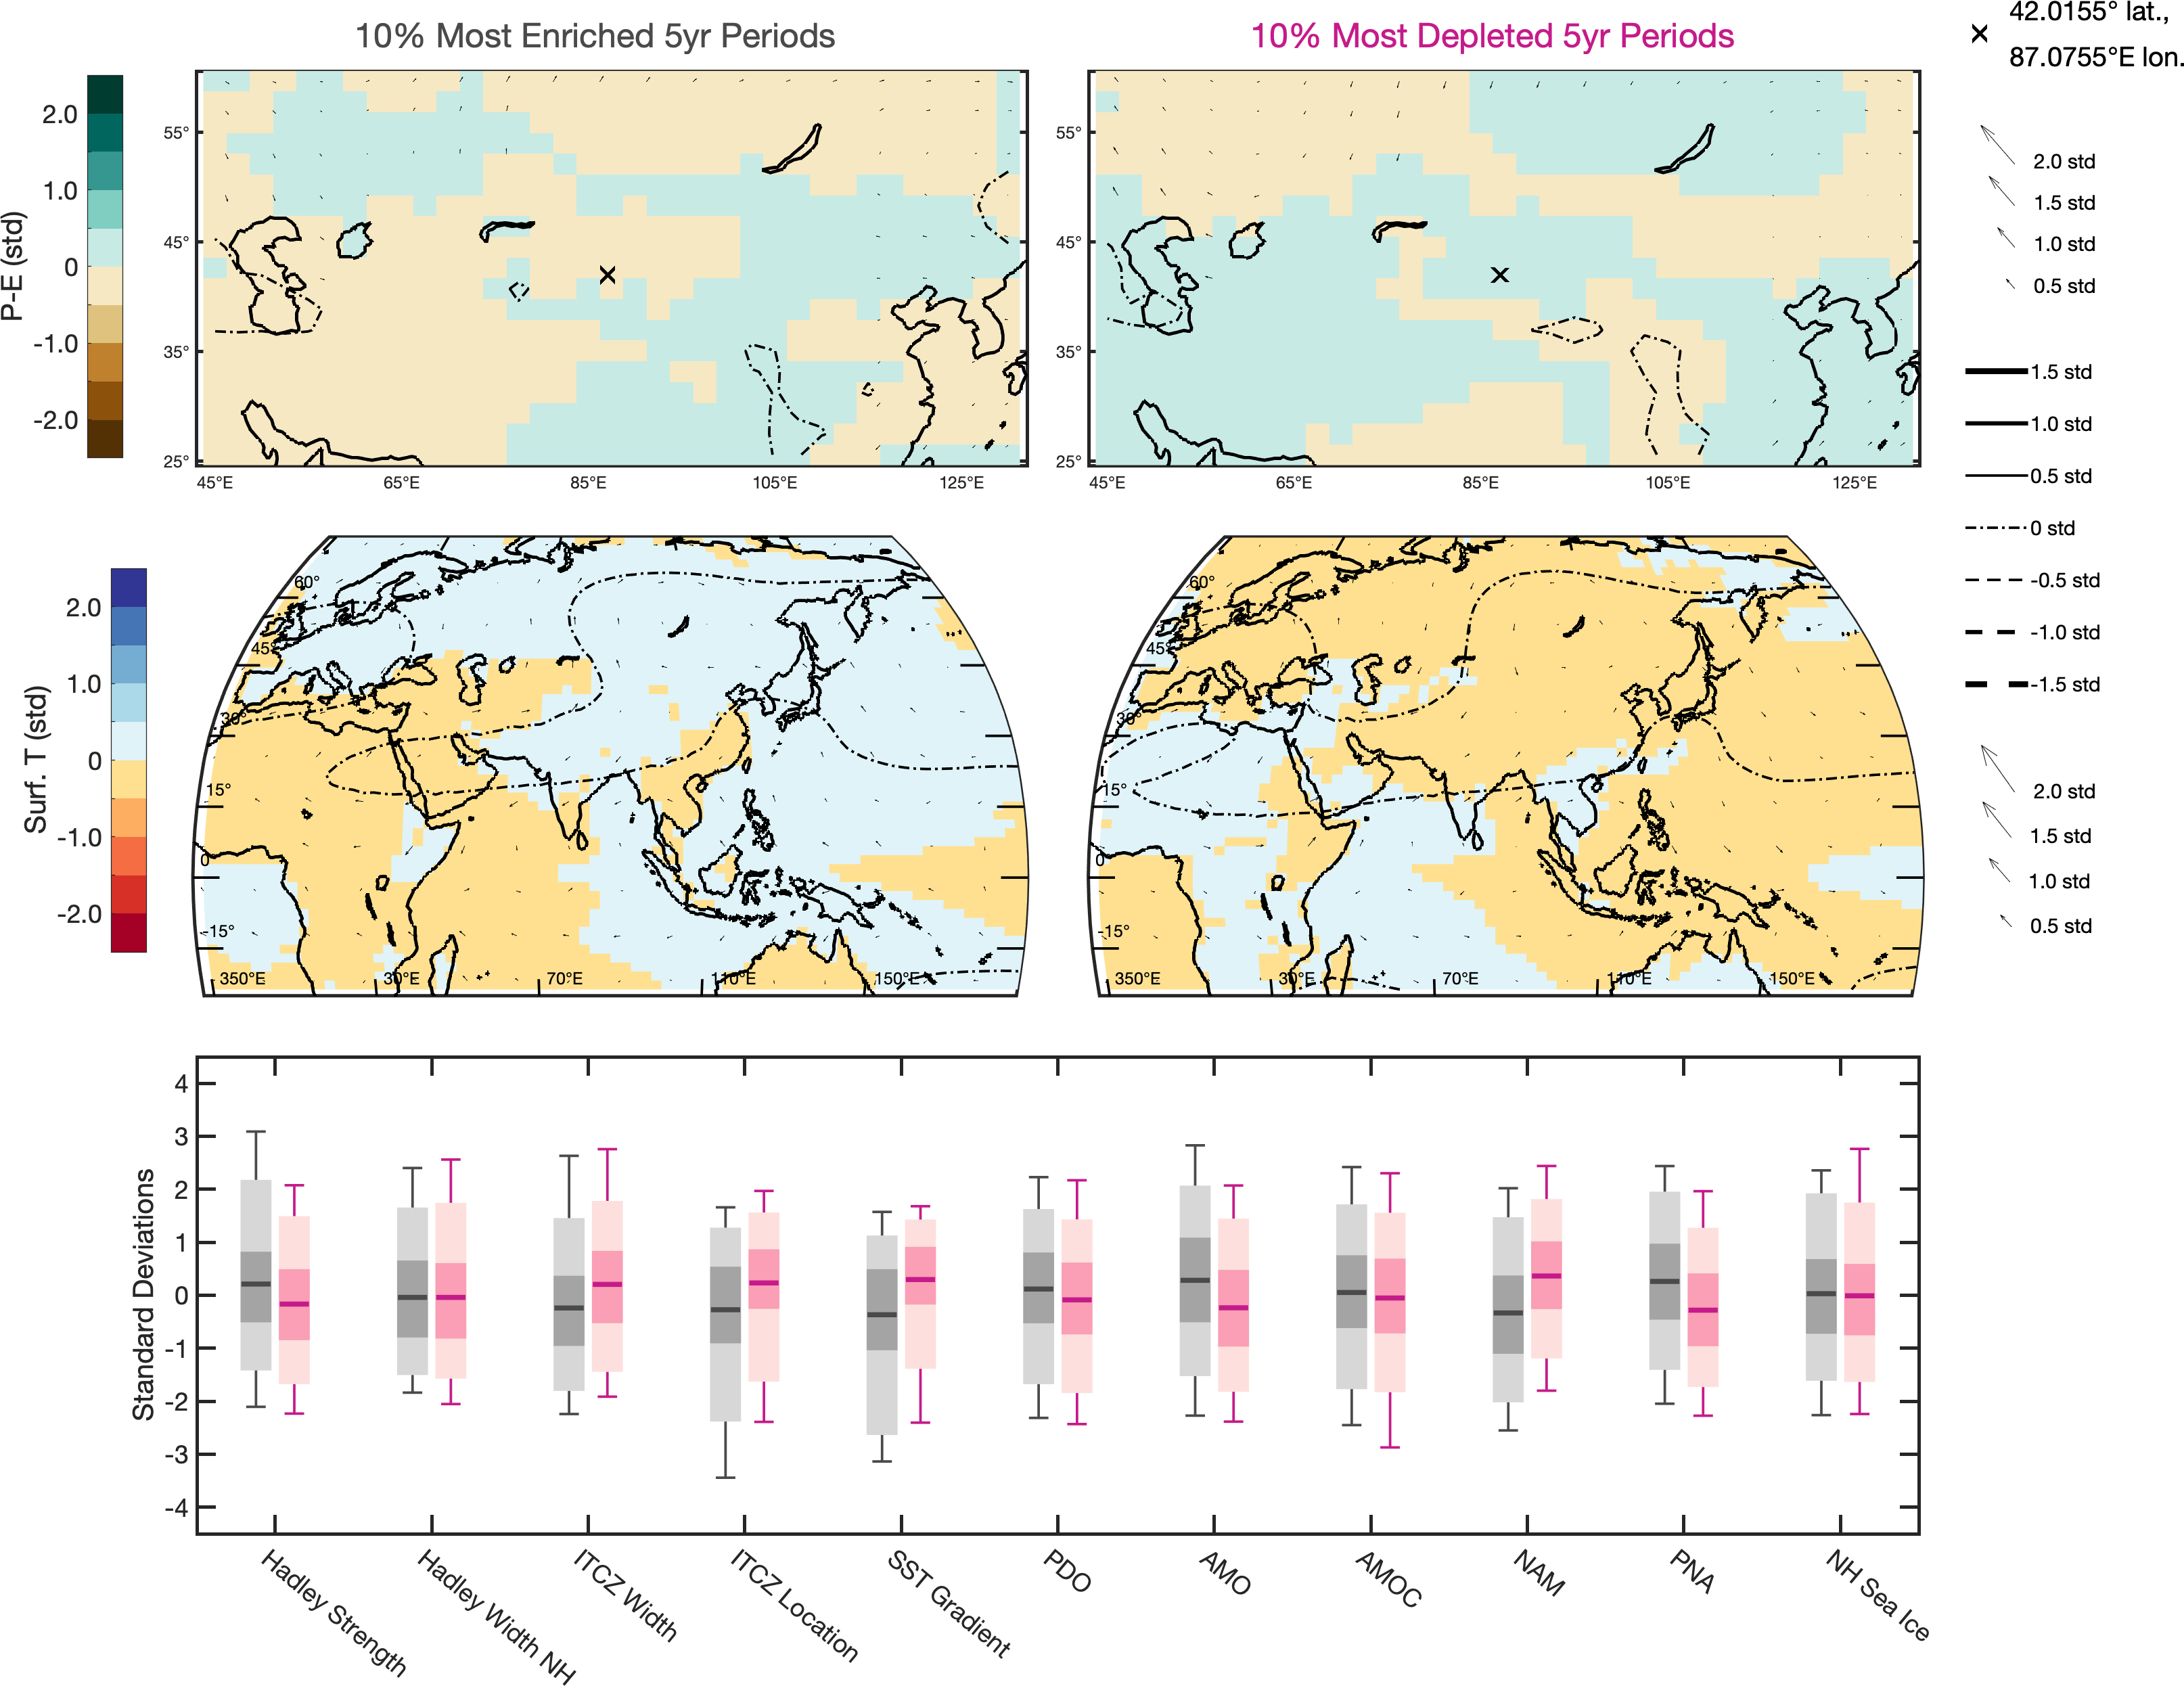 10% Most Enriched 5yr Periods
10% Most Depleted 5yr Periods
42.0155° lat.,
87.0755°E lon.
P-E (std)
2.0
1.0
0
-1.0
-2.0
55°
45°
35°
25°
45°E
65°E
85°E
105°E
125°E
55°
45°
35°
25°
45°E
65°E
85°E
105°E
125°E
2.0 std
1.5 std
1.0 std
0.5 std
1.5 std
1.0 std
0.5 std
0 std
-0.5 std
-1.0 std
-1.5 std
2.0 std
1.5 std
1.0 std
0.5 std
Surf. T (std)
2.0
1.0
0
-1.0
-2.0
60°
45°
30°
15°
0
-15°
350°E
30°E
70°E
110°E
150°E
60°
45°
30°
15°
0
-15°
350°E
30°E
70°E
110°E
150°E
Standard Deviations
4
3
2
1
0
-1
-2
-3
-4
Hadley Strength
Hadley Width NH
ITCZ Width
ITCZ Location
SST Gradient
PDO
AMO
AMOC
NAM
PNA
NH Sea Ice